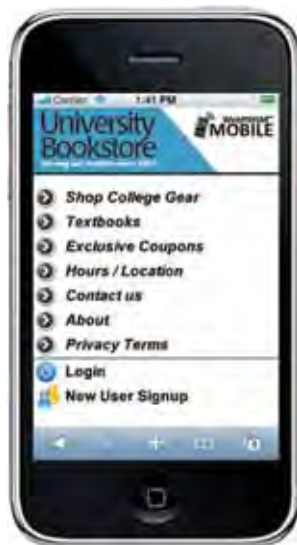 Carrier 1:41 PM
University
Bookstore
MOBILE
Shop College Gear
Textbooks
Exclusive Coupons
Hours / Location
Contact us
About
Privacy Terms
Login
New User Signup